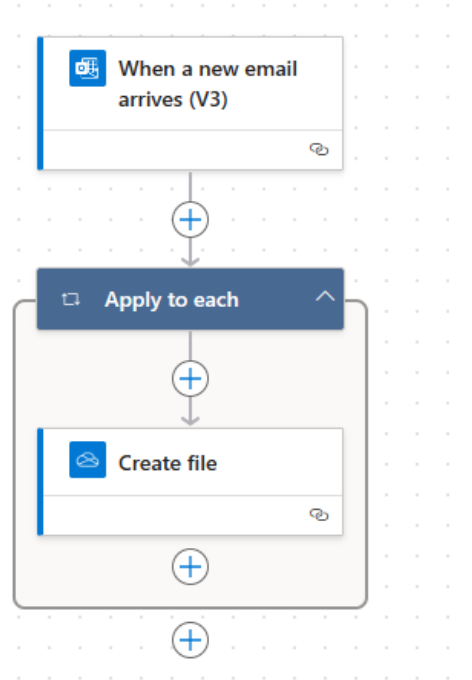 When a new email
arrives (V3)
Apply to each
Create file